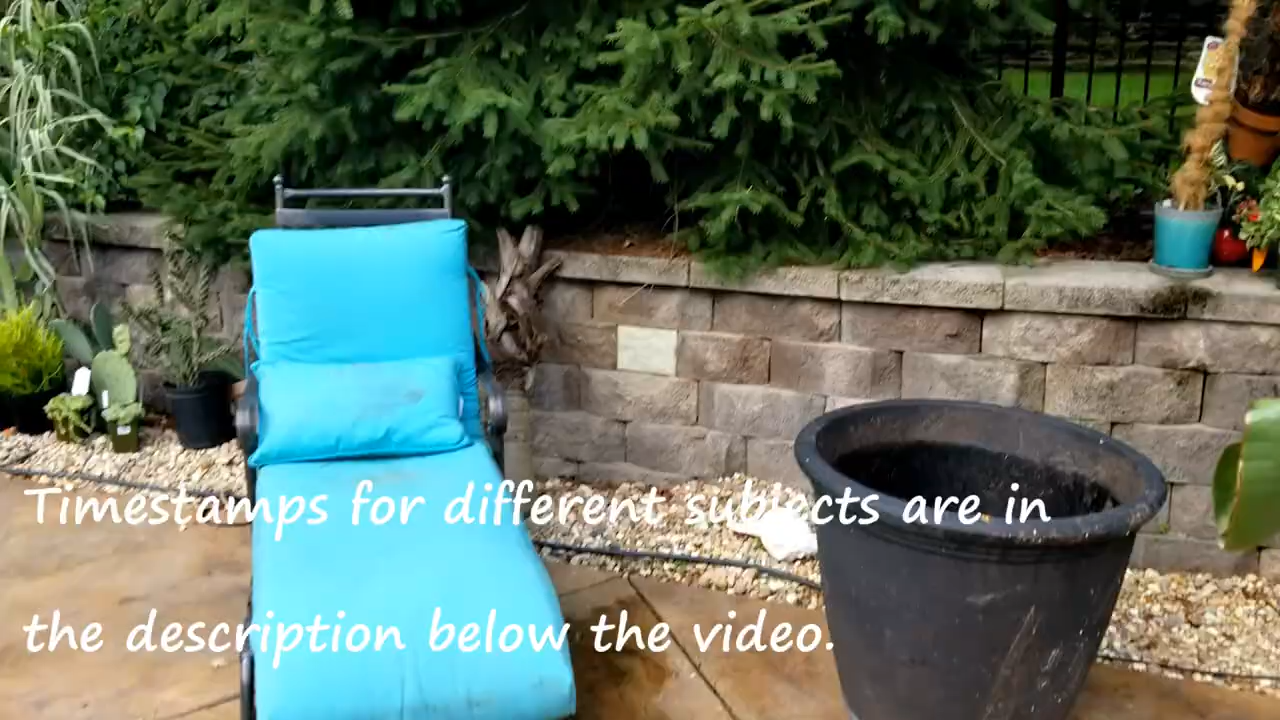 Timestamps for different subjects are in
the description below the video.